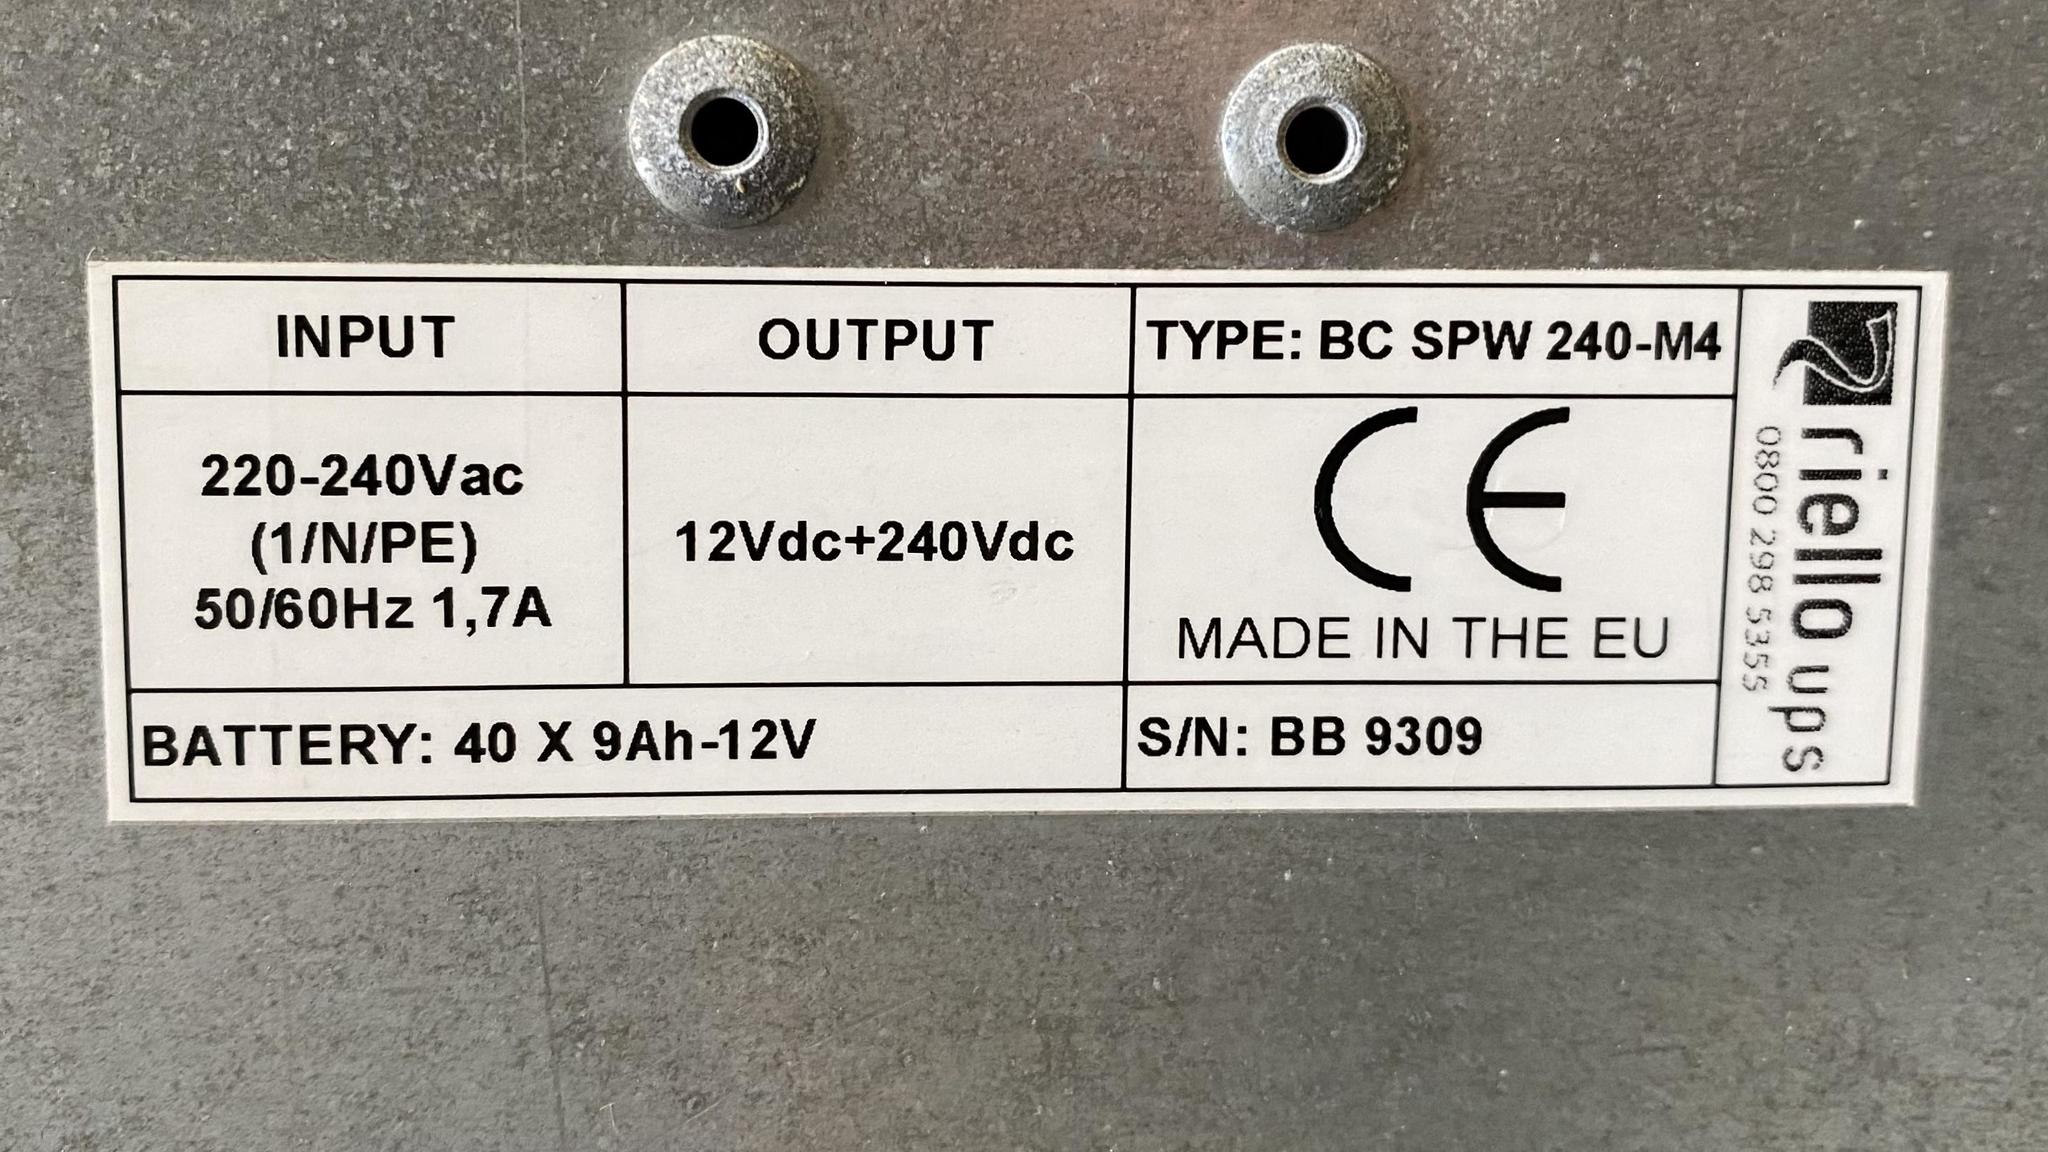 INPUT
OUTPUT
TYPE: BC SPW 240-M4
220-240Vac
(1/N/PE)
50/60Hz 1,7A
12Vdc+240Vdc
CE
MADE IN THE EU
BATTERY: 40 X 9Ah-12V
S/N: BB 9309
riello ups
0800 298 5355